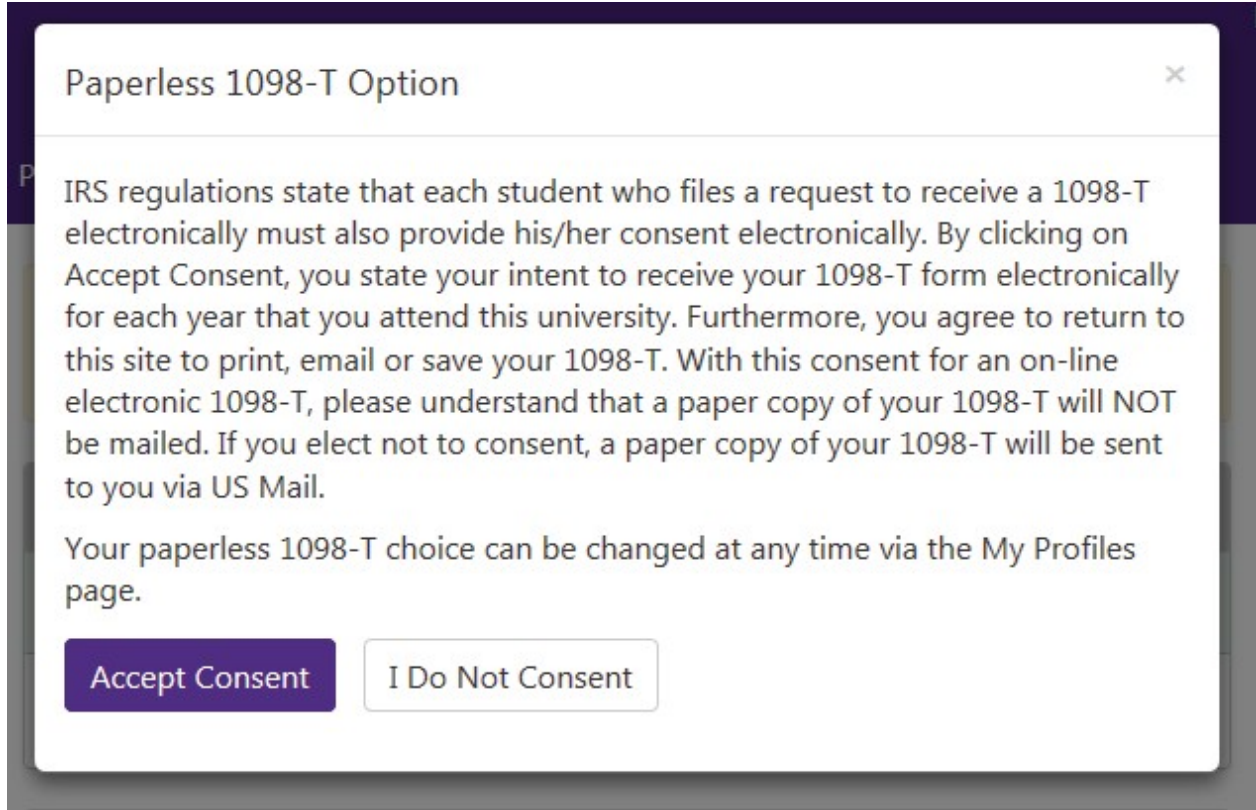 Paperless 1098-T Option
×
P
IRS regulations state that each student who files a request to receive a 1098-T
electronically must also provide his/her consent electronically. By clicking on
Accept Consent, you state your intent to receive your 1098-T form electronically
for each year that you attend this university. Furthermore, you agree to return to
this site to print, email or save your 1098-T. With this consent for an on-line
electronic 1098-T, please understand that a paper copy of your 1098-T will NOT
be mailed. If you elect not to consent, a paper copy of your 1098-T will be sent
to you via US Mail.
Your paperless 1098-T choice can be changed at any time via the My Profiles
page.
Accept Consent
I Do Not Consent